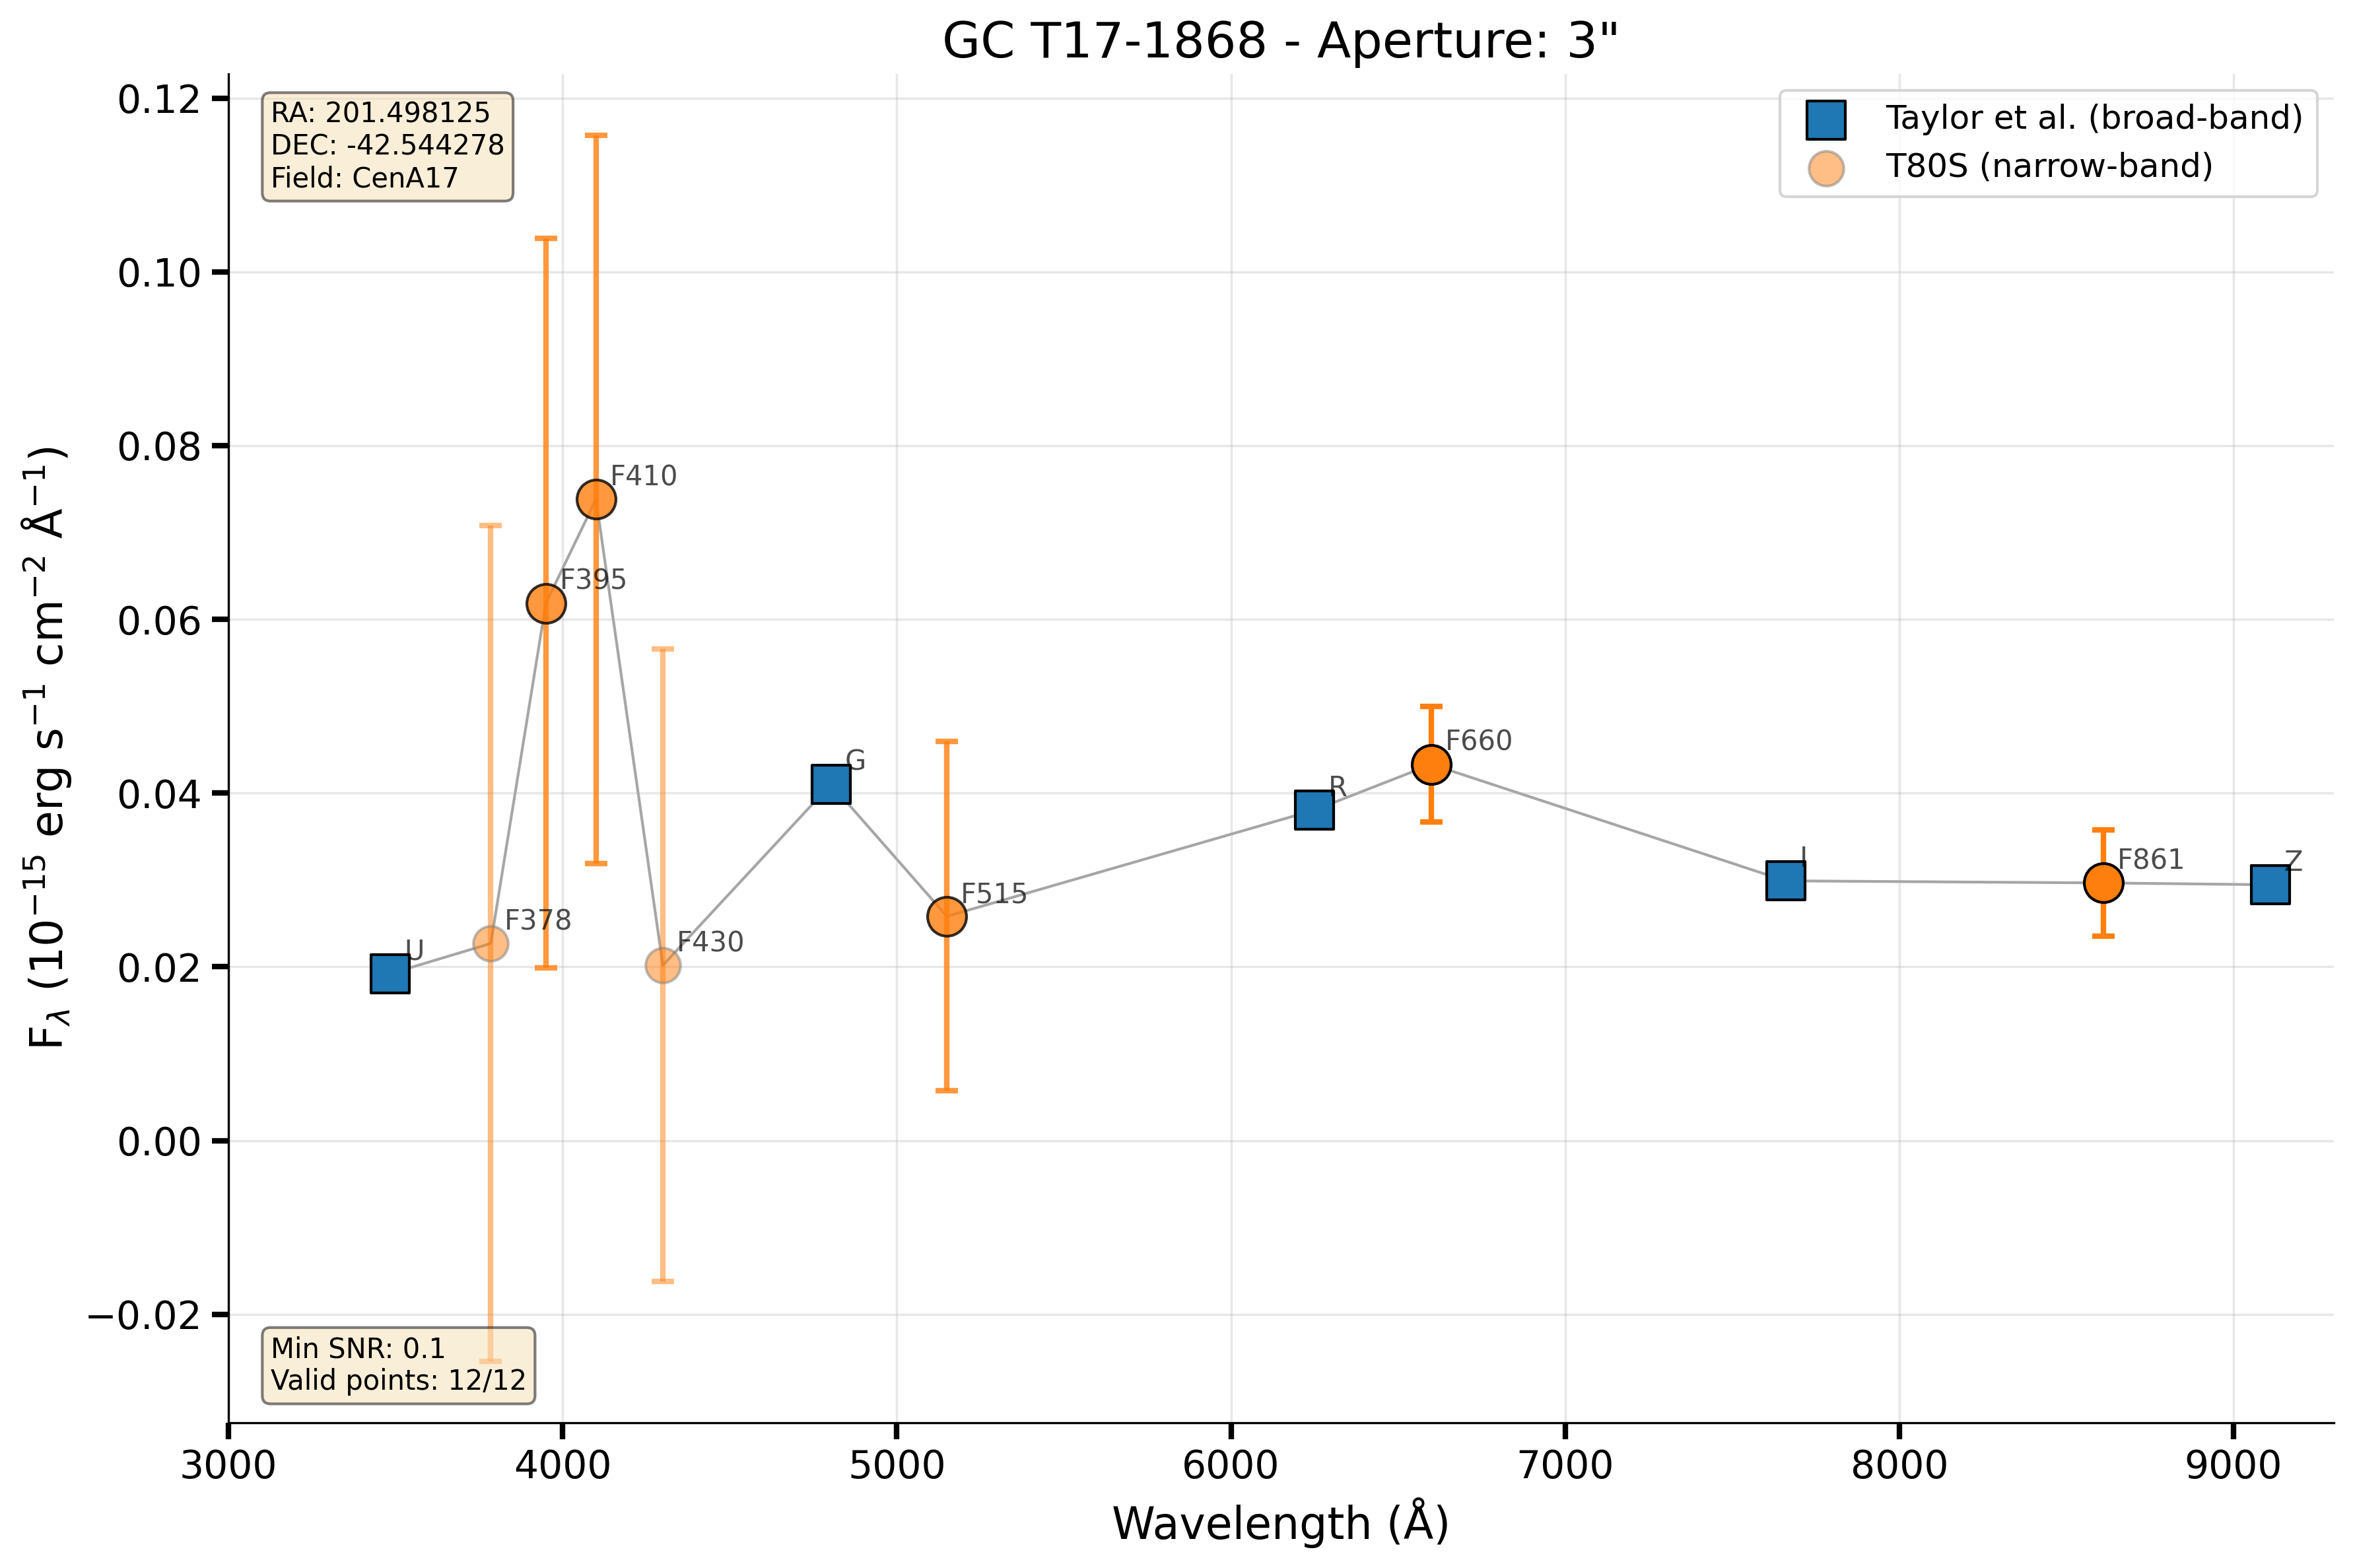 GC T17-1868 - Aperture: 3"
RA: 201.498125
DEC: -42.544278
Field: CenA17
Taylor et al. (broad-band)
T80S (narrow-band)
0.12
0.10
0.08
0.06
0.04
0.02
0.00
−0.02
F_λ (10⁻¹⁵ erg s⁻¹ cm⁻² Å⁻¹)
U
F378
F395
F410
F430
G
F515
R
F660
I
F861
Z
Min SNR: 0.1
Valid points: 12/12
3000 4000 5000 6000 7000 8000 9000
Wavelength (Å)